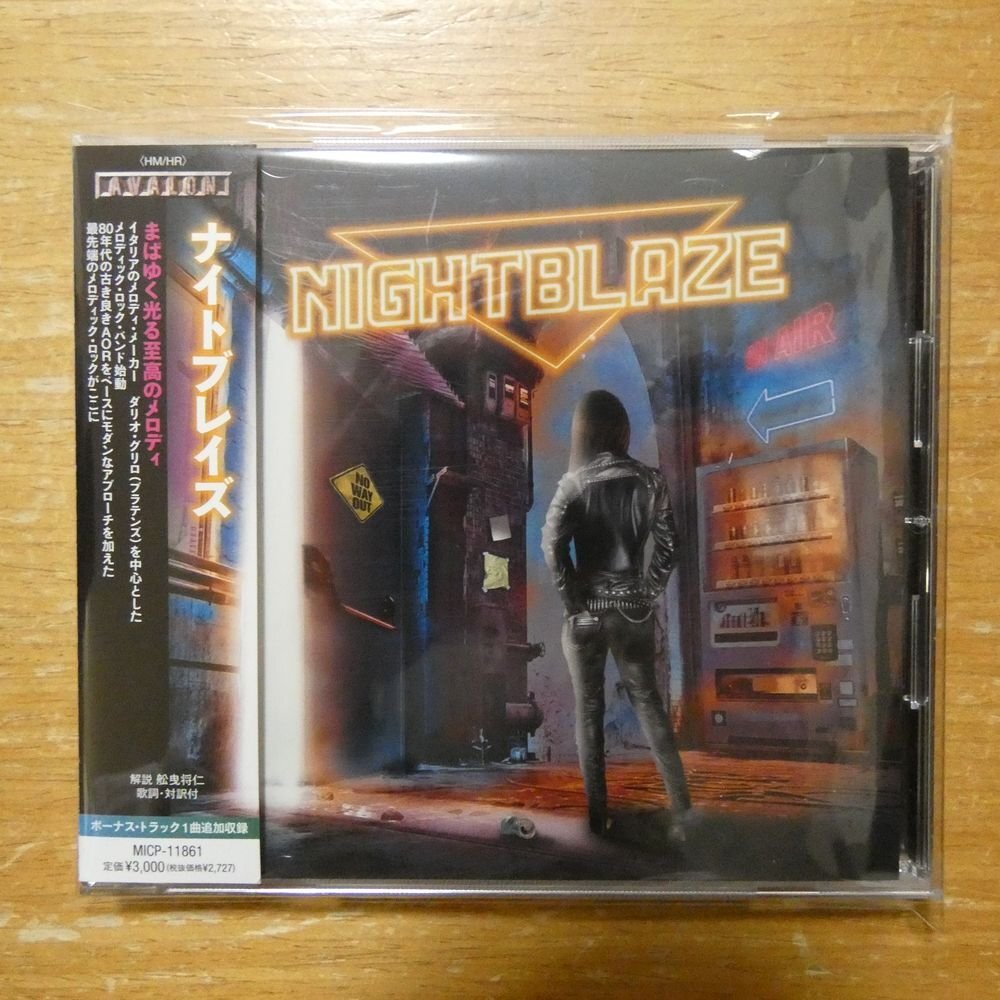 〈HM/HR〉
AVALON
ナイトブレイズ
まばゆく光る至高のメロディ
イタリアのメロディ・メーカー ダリオ・グリロ(プラテンズ)を中心とした
メロディック・ロック・バンド始動
80年代の古き良きAORをベースにモダンなアプローチを加えた
最先端のメロディック・ロックがここに
解説 舩曳将仁
歌詞・対訳付
ボーナス・トラック1曲追加収録
MICP-11861
定価¥3,000(税抜価格¥2,727)
NIGHTBLAZE
AIR
NO
WAY
OUT